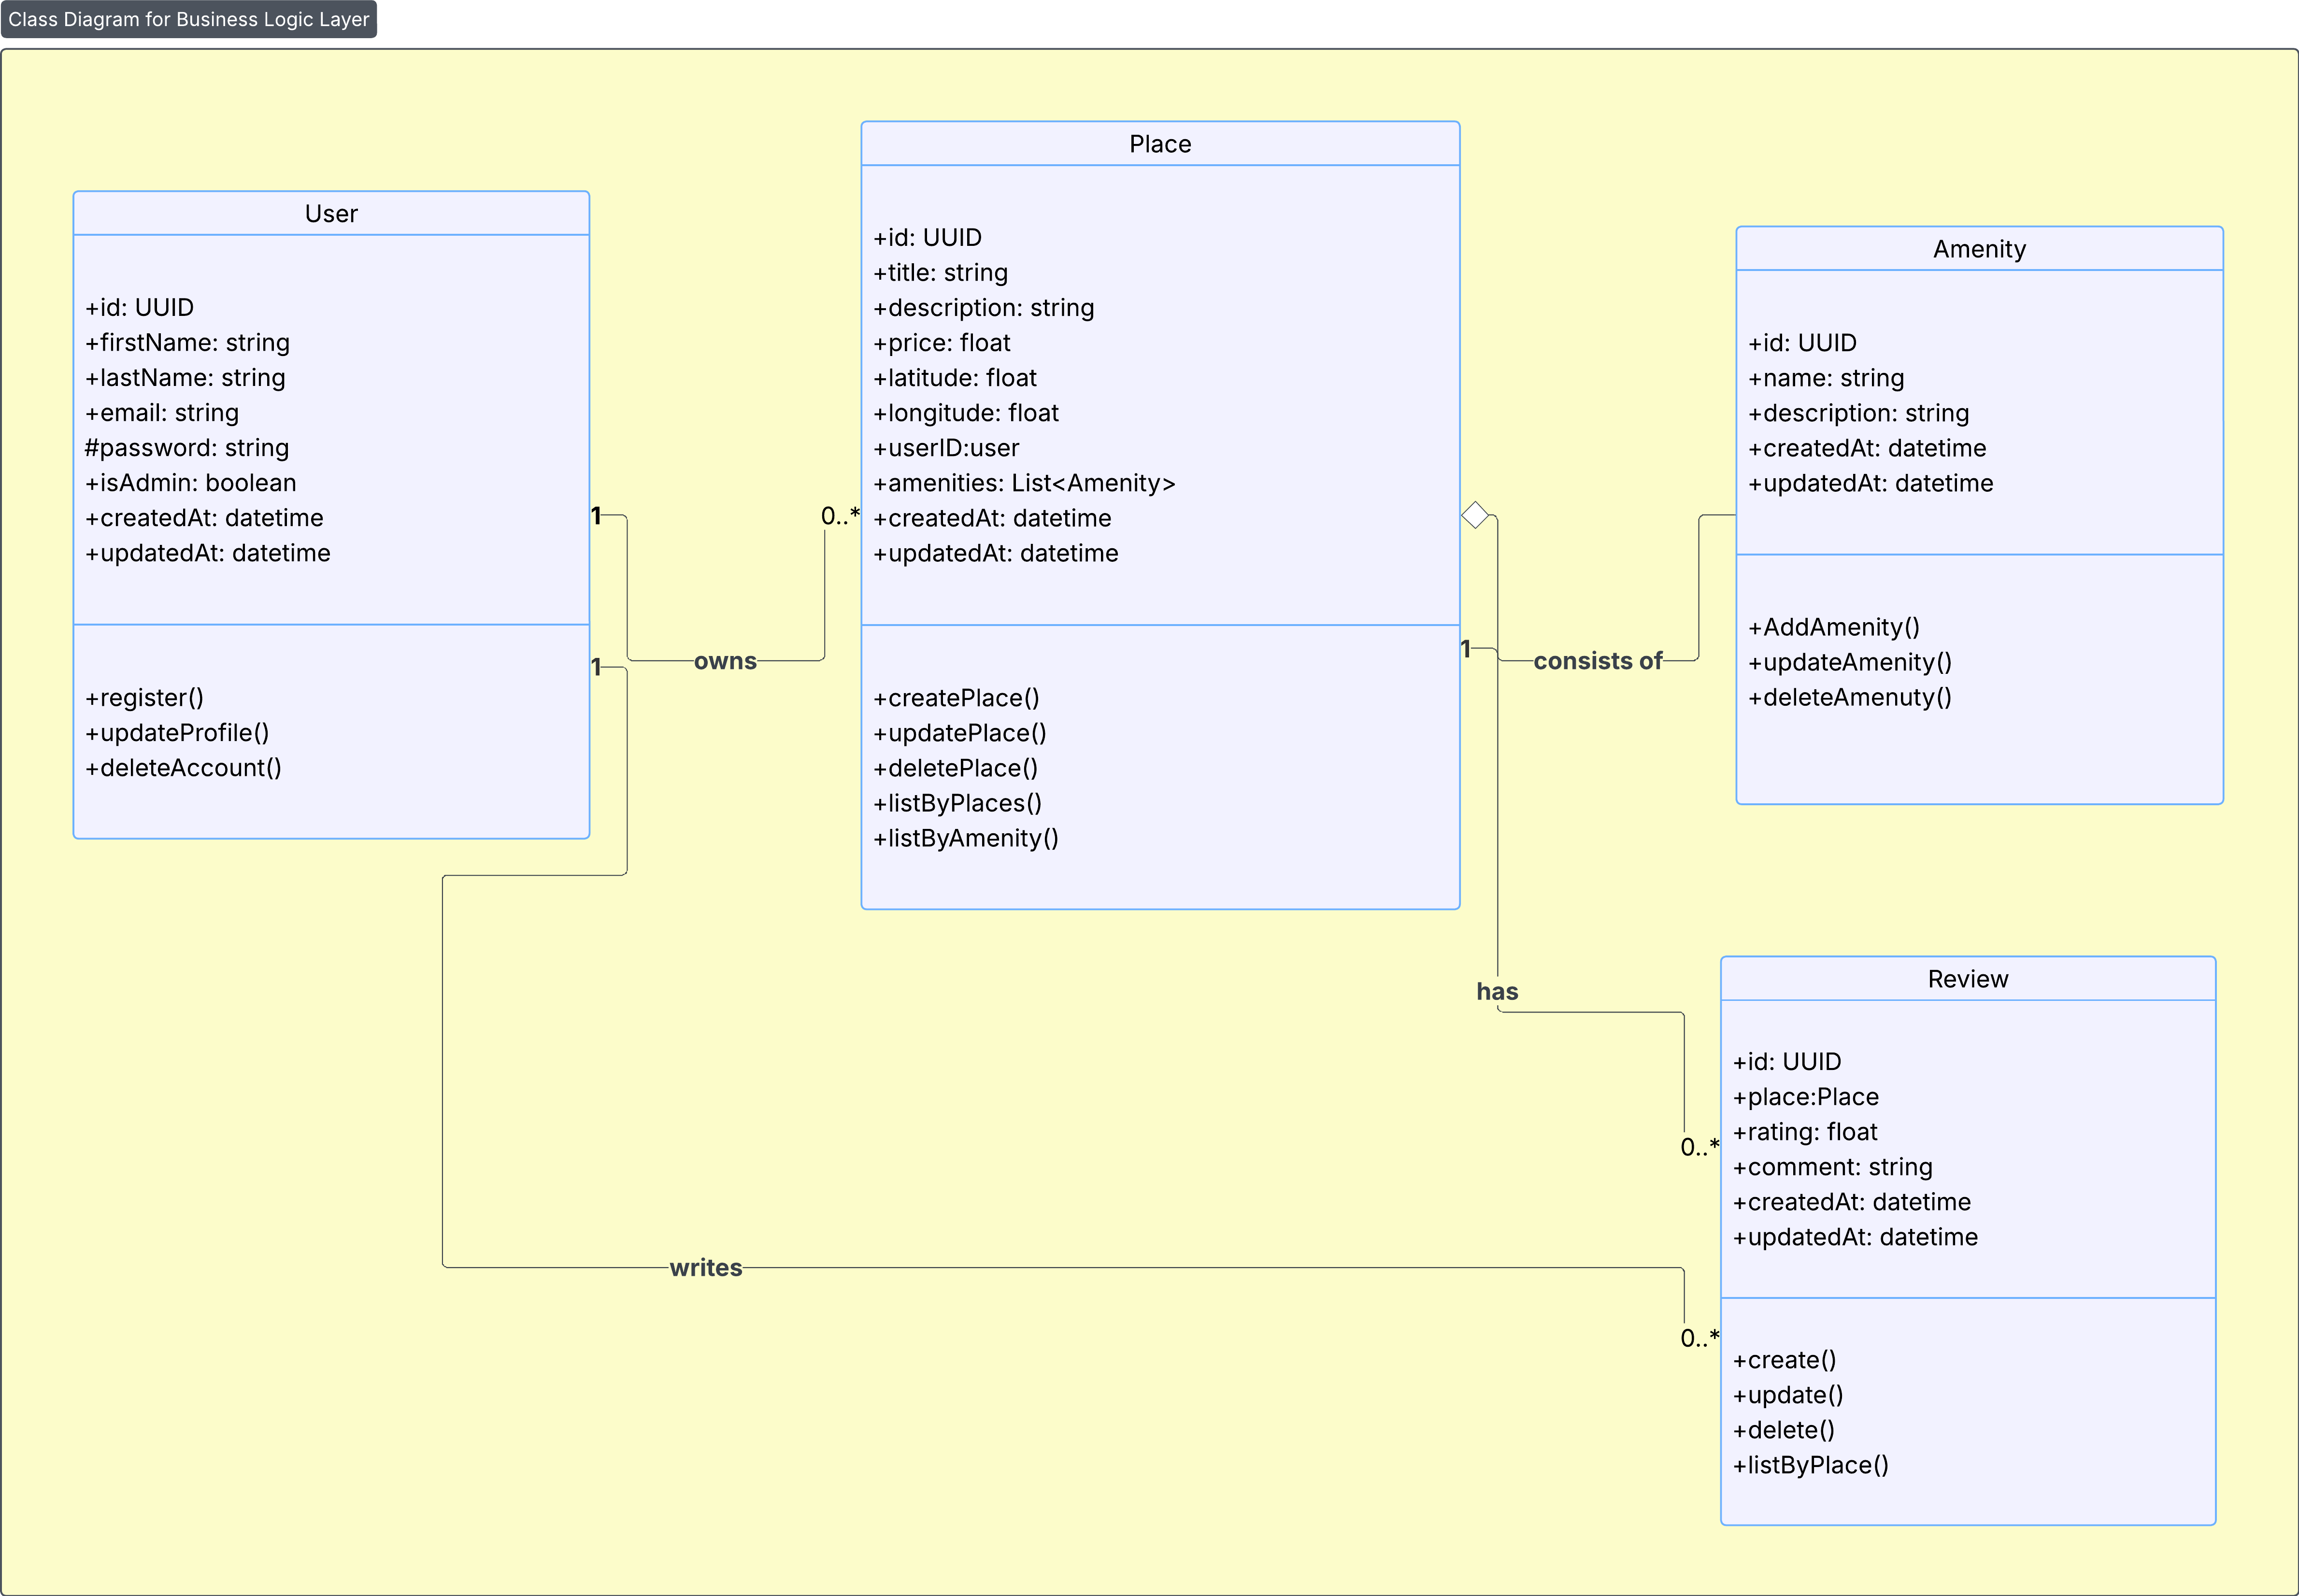 Class Diagram for Business Logic Layer
User
+id: UUID
+firstName: string
+lastName: string
+email: string
#password: string
+isAdmin: boolean
+createdAt: datetime
+updatedAt: datetime
+register()
+updateProfile()
+deleteAccount()
1
owns
0..*
1
writes
0..*
Place
+id: UUID
+title: string
+description: string
+price: float
+latitude: float
+longitude: float
+userID:user
+amenities: List<Amenity>
+createdAt: datetime
+updatedAt: datetime
+createPlace()
+updatePlace()
+deletePlace()
+listByPlaces()
+listByAmenity()
consists of
1
has
0..*
Amenity
+id: UUID
+name: string
+description: string
+createdAt: datetime
+updatedAt: datetime
+AddAmenity()
+updateAmenity()
+deleteAmenuty()
Review
+id: UUID
+place:Place
+rating: float
+comment: string
+createdAt: datetime
+updatedAt: datetime
+create()
+update()
+delete()
+listByPlace()